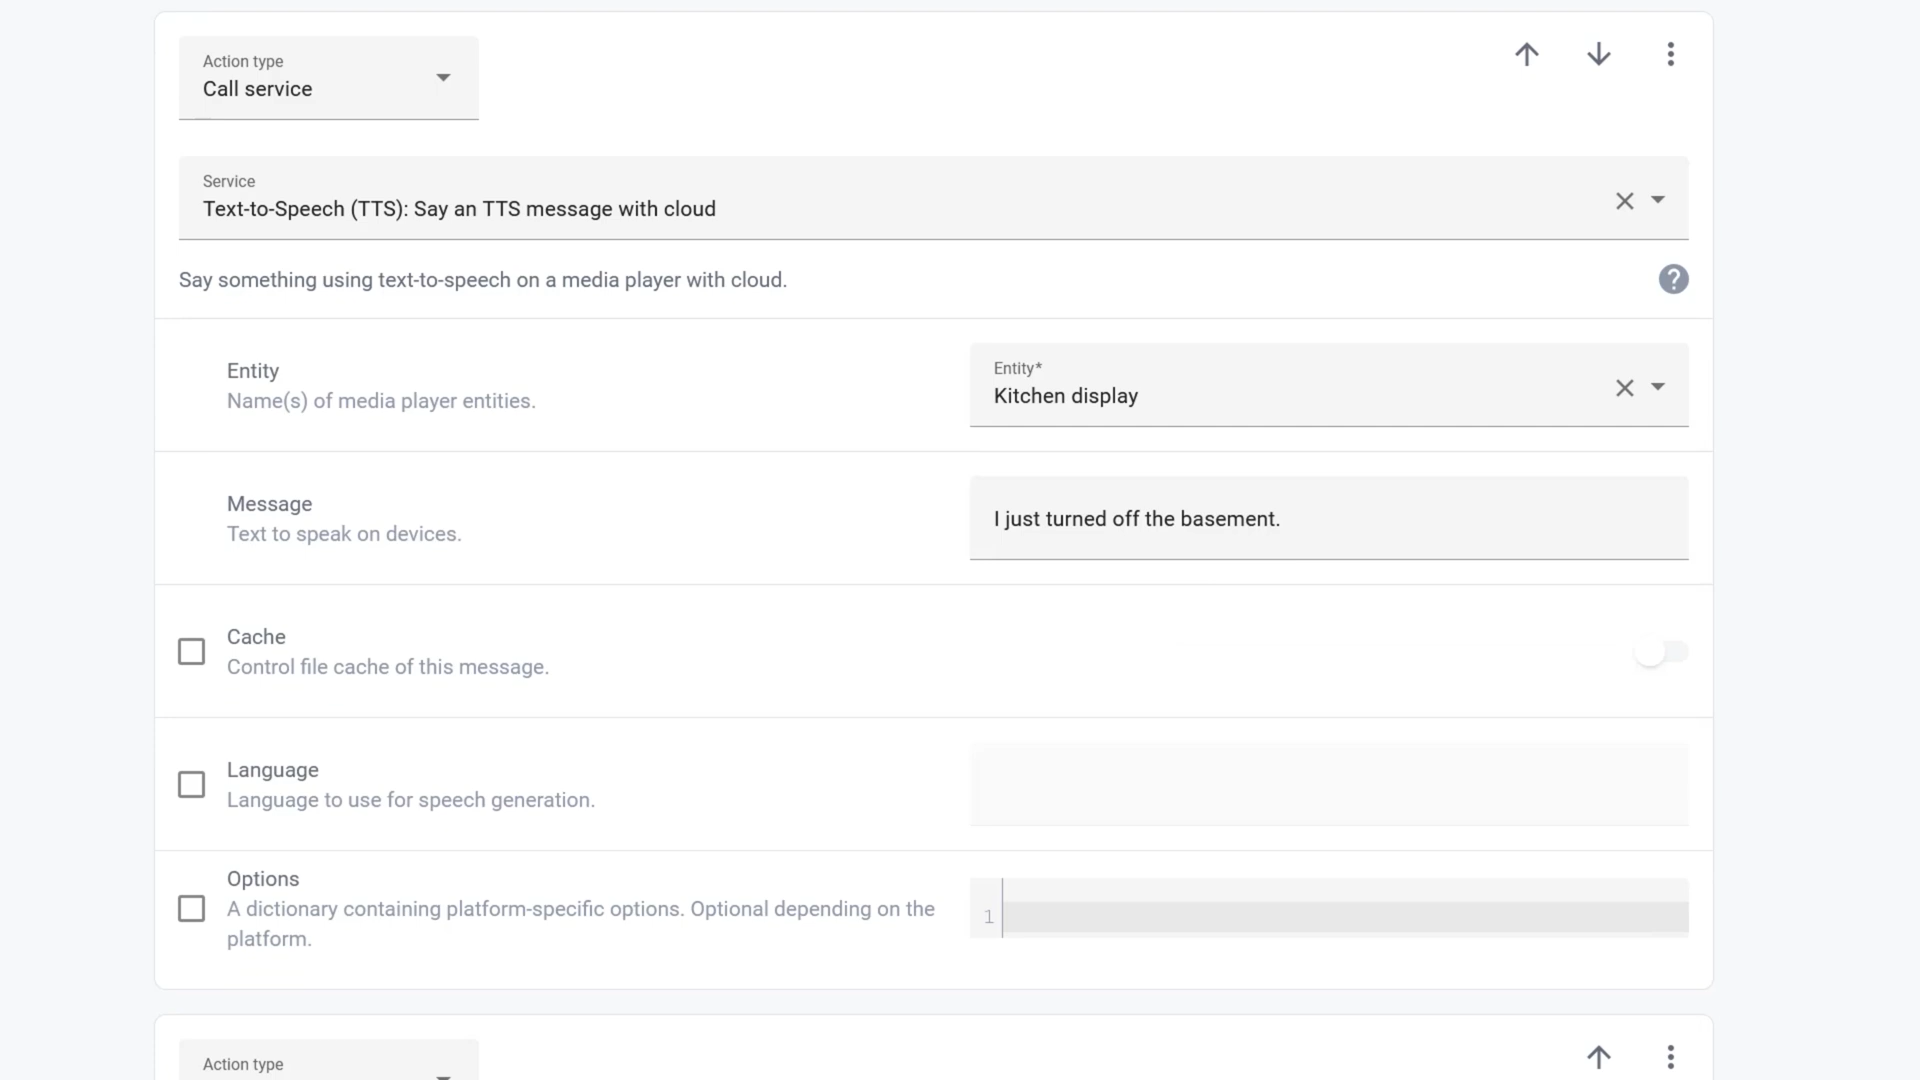 Action type
Call service
Service
Text-to-Speech (TTS): Say an TTS message with cloud
Say something using text-to-speech on a media player with cloud.
?
Entity
Name(s) of media player entities.
Entity*
Kitchen display
Message
Text to speak on devices.
I just turned off the basement.
Cache
Control file cache of this message.
Language
Language to use for speech generation.
Options
A dictionary containing platform-specific options. Optional depending on the
platform.
1
Action type